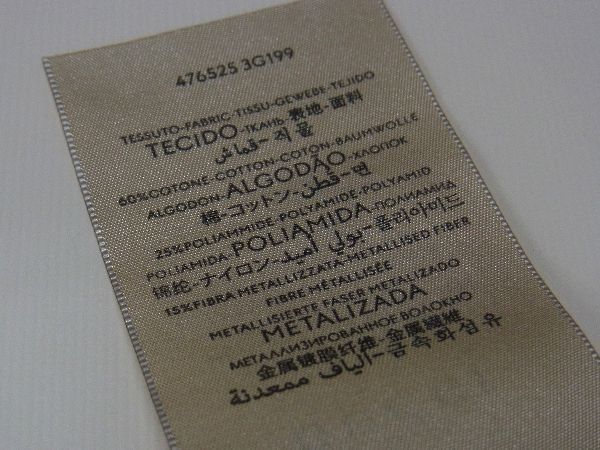 476525 3G199
TESSUTO-FABRIC-TISSU-GEWEBE-TEJIDO
TECIDO-ТКАНЬ-表地-面料
قماش-직물
60%COTONE-COTTON-COTON-BAUMWOLLE
ALGODON-ALGODÃO-ХЛОПОК
棉-コットン-قطن-면
25%POLIAMMIDE-POLYAMIDE-POLYAMID
POLIAMIDA-POLIAMIDA-ПОЛИАМИД
锦纶-ナイロン-بولي أميد-폴리아미드
15%FIBRA METALLIZZATA-METALLISED FIBER
FIBRE MÉTALLISÉE
METALLISIERTE FASER METALIZADO
METALIZADA
МЕТАЛЛИЗИРОВАННОЕ ВОЛОКНО
金属镀膜纤维-金属繊維
ألياف ممعدنة-금속화섬유